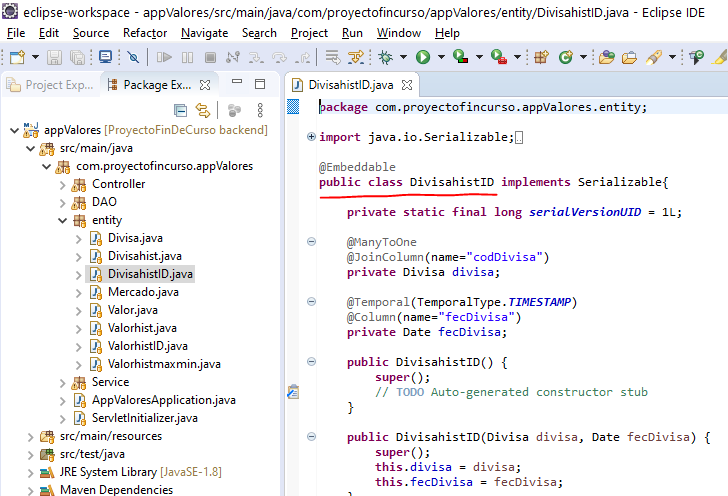 eclipse-workspace - appValores/src/main/java/com/proyectofincurso/appValores/entity/DivisahistID.java - Eclipse IDE
File Edit Source Refactor Navigate Search Project Run Window Help
Project Exp...
Package Ex...
appValores [ProyectoFinDeCurso backend]
src/main/java
com.proyectofincurso.appValores
Controller
DAO
entity
Divisa.java
Divisahist.java
DivisahistID.java
Mercado.java
Valor.java
Valorhist.java
ValorhistID.java
Valorhistmaxmin.java
Service
AppValoresApplication.java
ServletInitializer.java
src/main/resources
src/test/java
JRE System Library [JavaSE-1.8]
Maven Dependencies
DivisahistID.java
package com.proyectofincurso.appValores.entity;
import java.io.Serializable;
@Embeddable
public class DivisahistID implements Serializable{
private static final long serialVersionUID = 1L;
@ManyToOne
@JoinColumn(name="codDivisa")
private Divisa divisa;
@Temporal(TemporalType.TIMESTAMP)
@Column(name="fecDivisa")
private Date fecDivisa;
public DivisahistID() {
super();
// TODO Auto-generated constructor stub
}
public DivisahistID(Divisa divisa, Date fecDivisa) {
super();
this.divisa = divisa;
this.fecDivisa = fecDivisa;